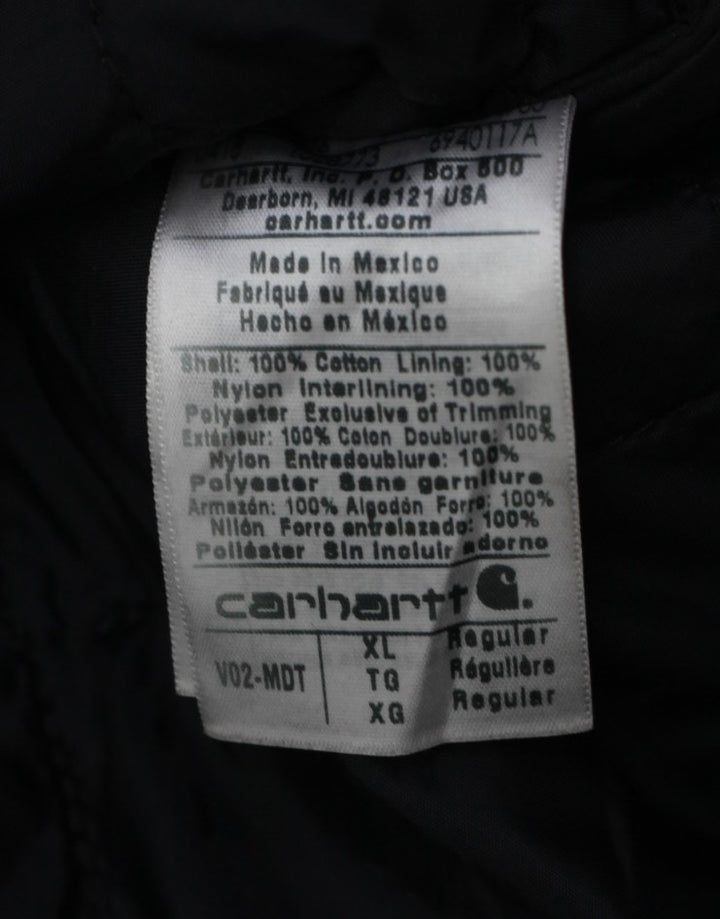 6940117A
Carhartt, Inc. P. O. Box 600
Dearborn, MI 48121 USA
carhartt.com
Made in Mexico
Fabriqué au Mexique
Hecho en México
Shell: 100% Cotton Lining: 100%
Nylon Interlining: 100%
Polyester Exclusive of Trimming
Extérieur: 100% Coton Doublure: 100%
Nylon Entredoublure: 100%
Polyester Sans garniture
Armazón: 100% Algodón Forro: 100%
Nilón Forro entrelazado: 100%
Poliéster Sin incluir adorno
carhartt
V02-MDT
XL Regular
TG Régulière
XG Regular